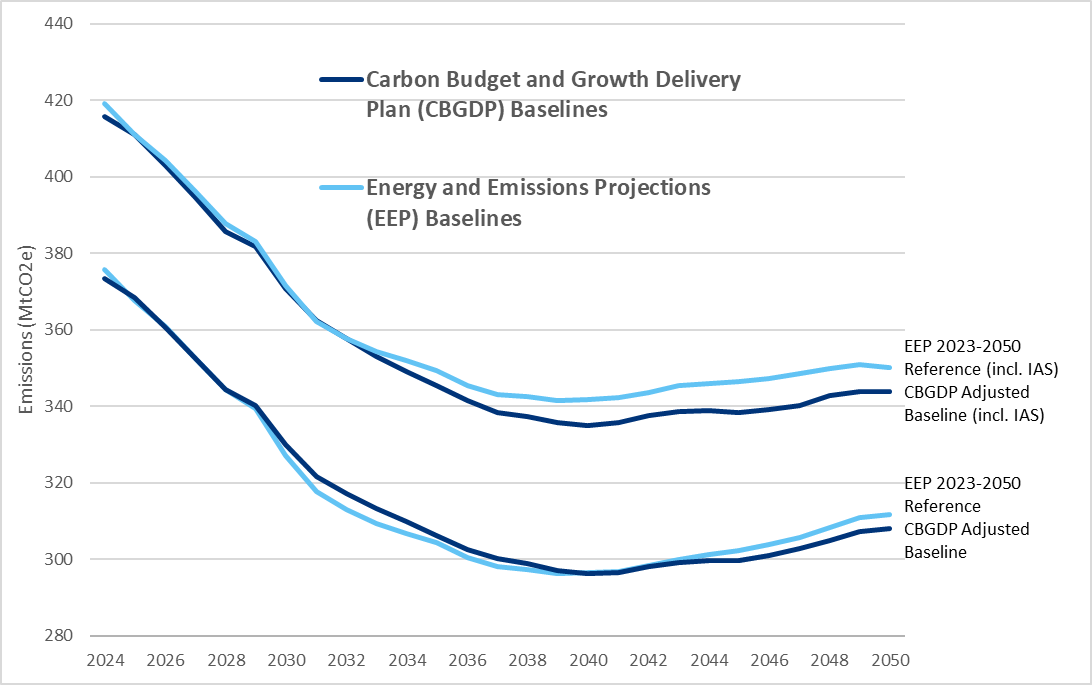 440
420
400
380
360
340
320
300
280
Emissions (MtCO2e)
Carbon Budget and Growth Delivery
Plan (CBGDP) Baselines
Energy and Emissions Projections
(EEP) Baselines
EEP 2023-2050
Reference (incl. IAS)
CBGDP Adjusted
Baseline (incl. IAS)
EEP 2023-2050
Reference
CBGDP Adjusted
Baseline
2024 2026 2028 2030 2032 2034 2036 2038 2040 2042 2044 2046 2048 2050